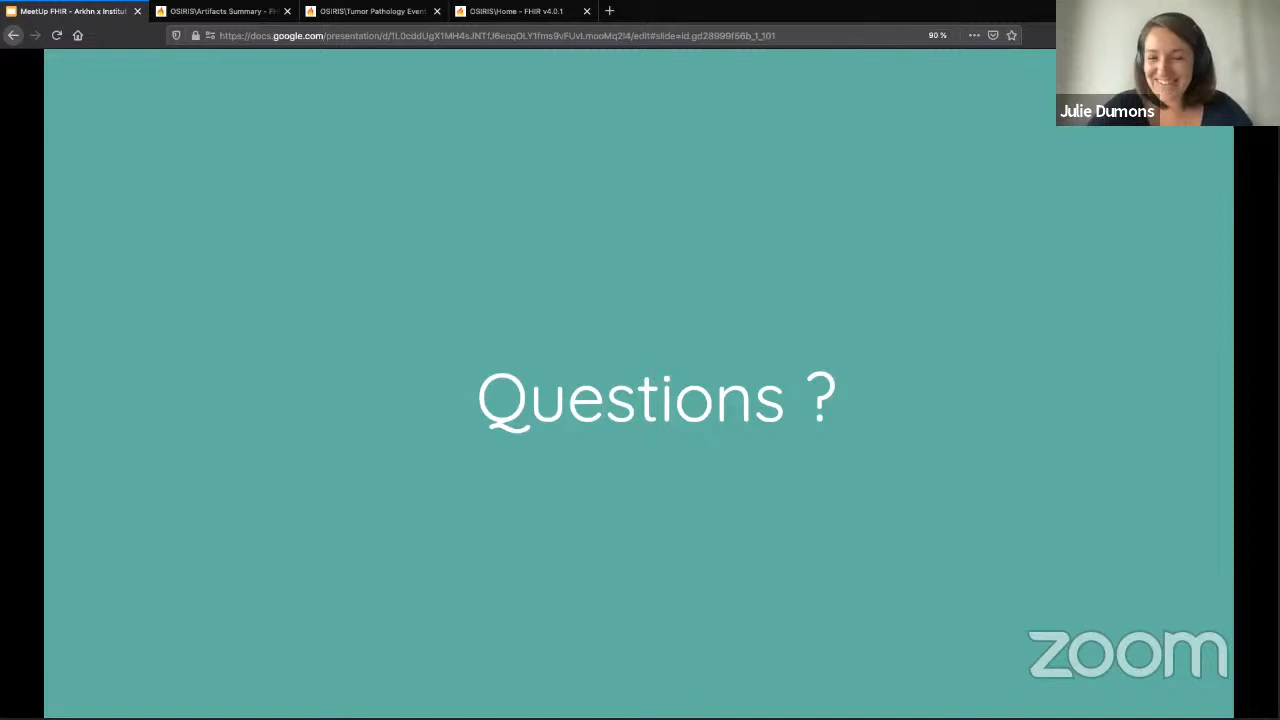 MeetUp FHIR - Arkhn x Institut
OSIRIS\Artifacts Summary - FH
OSIRIS\Tumor Pathology Event
OSIRIS\Home - FHIR v4.0.1
90 %
Julie Dumons
Questions ?
zoom